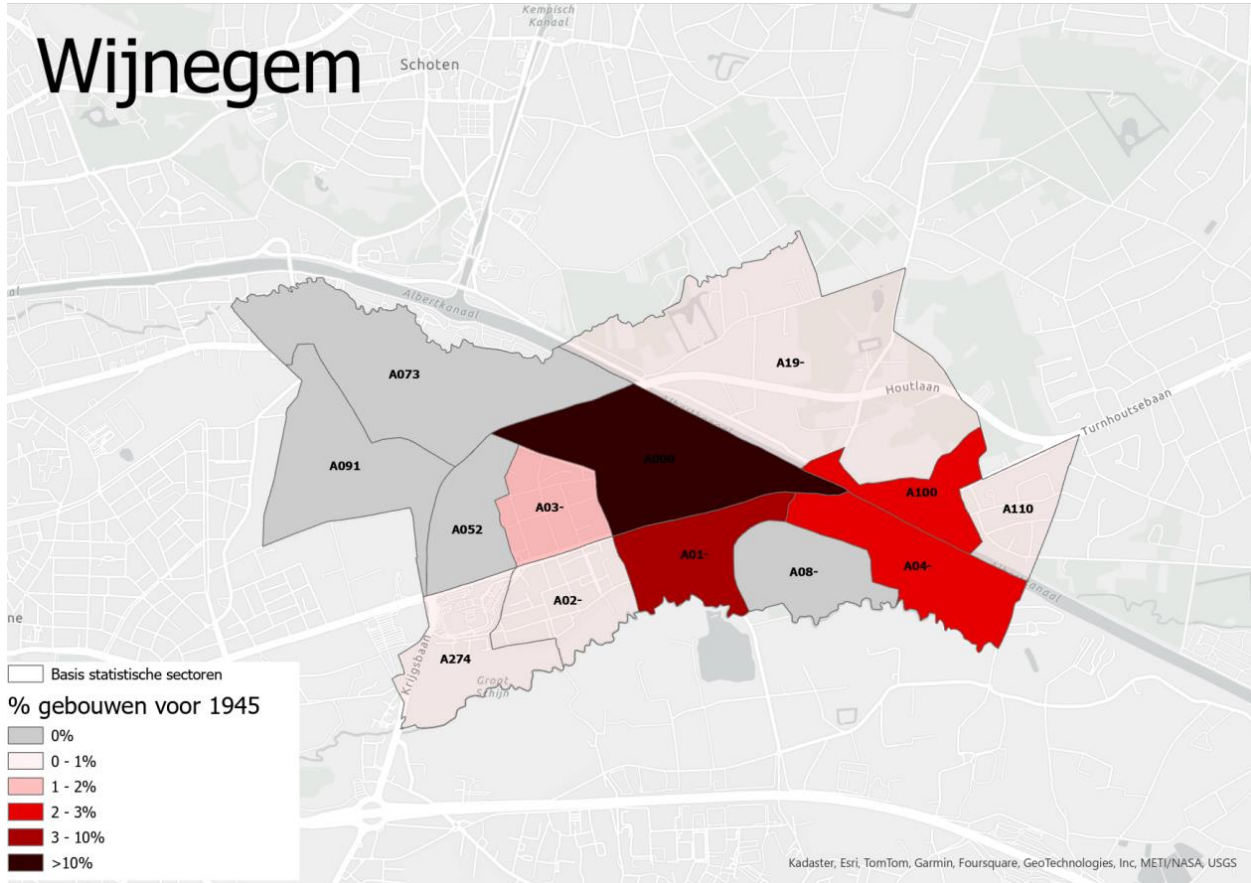 Wijnegem
Kempisch
Kanaal
Schoten
Albertkanaal
A073
A19-
Houtlaan
Turnhoutsebaan
A091
A000
A100
A03-
A110
A052
A01-
A08-
A04-
A02-
ne
A274
Krijgsbaan
Groot
Schijn
Basis statistische sectoren
% gebouwen voor 1945
0%
0 - 1%
1 - 2%
2 - 3%
3 - 10%
>10%
Kadaster, Esri, TomTom, Garmin, Foursquare, GeoTechnologies, Inc, METI/NASA, USGS